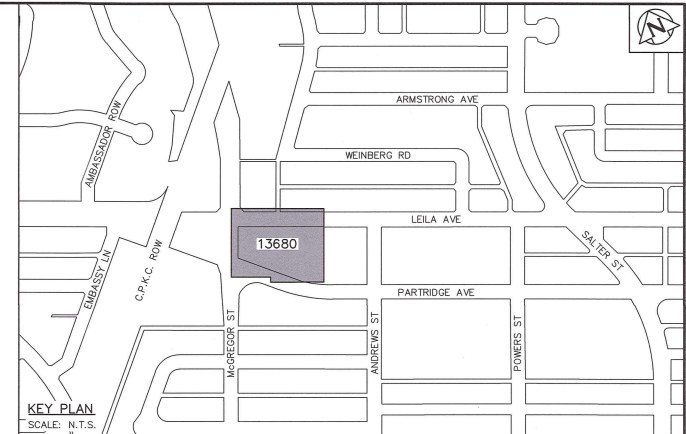 N
ARMSTRONG AVE
AMBASSADOR ROW
WEINBERG RD
LEILA AVE
13680
SALTER ST
EMBASSY LN
C.P.K.C. ROW
PARTRIDGE AVE
McGREGOR ST
ANDREWS ST
POWERS ST
KEY PLAN
SCALE: N.T.S.